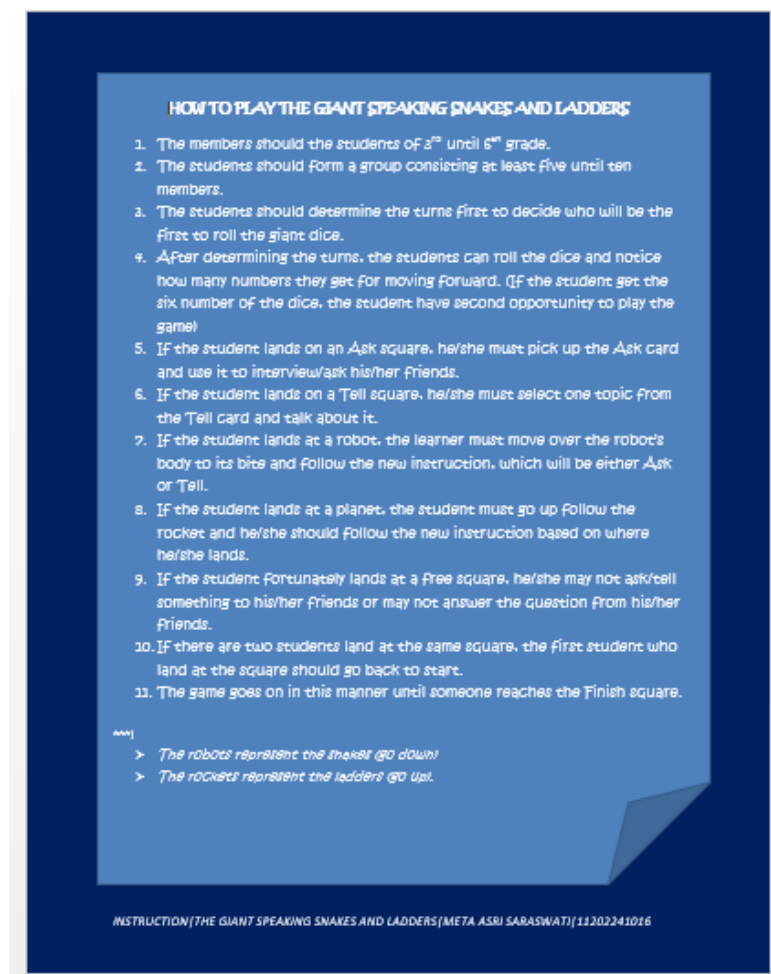 HOW TO PLAY THE GIANT SPEAKING SNAKES AND LADDERS
1. The members should the students of 3rd until 6th grade.
2. The students should form a group consisting at least five until ten
members.
3. The students should determine the turns first to decide who will be the
first to roll the giant dice.
4. After determining the turns, the students can roll the dice and notice
how many numbers they get for moving forward. (If the student get the
six number of the dice, the student have second opportunity to play the
game)
5. If the student lands on an Ask square, he/she must pick up the Ask card
and use it to interview/ask his/her friends.
6. If the student lands on a Tell square, he/she must select one topic from
the Tell card and talk about it.
7. If the student lands at a robot, the learner must move over the robot's
body to its bite and follow the new instruction, which will be either Ask
or Tell.
8. If the student lands at a planet, the student must go up follow the
rocket and he/she should follow the new instruction based on where
he/she lands.
9. If the student fortunately lands at a free square, he/she may not ask/tell
something to his/her friends or may not answer the question from his/her
friends.
10. If there are two students land at the same square, the first student who
land at the square should go back to start.
11. The game goes on in this manner until someone reaches the Finish square.
***)
➢ The robots represent the snakes (go down)
➢ The rockets represent the ladders (go up).
INSTRUCTION|THE GIANT SPEAKING SNAKES AND LADDERS|META ASRI SARASWATI|11202241016